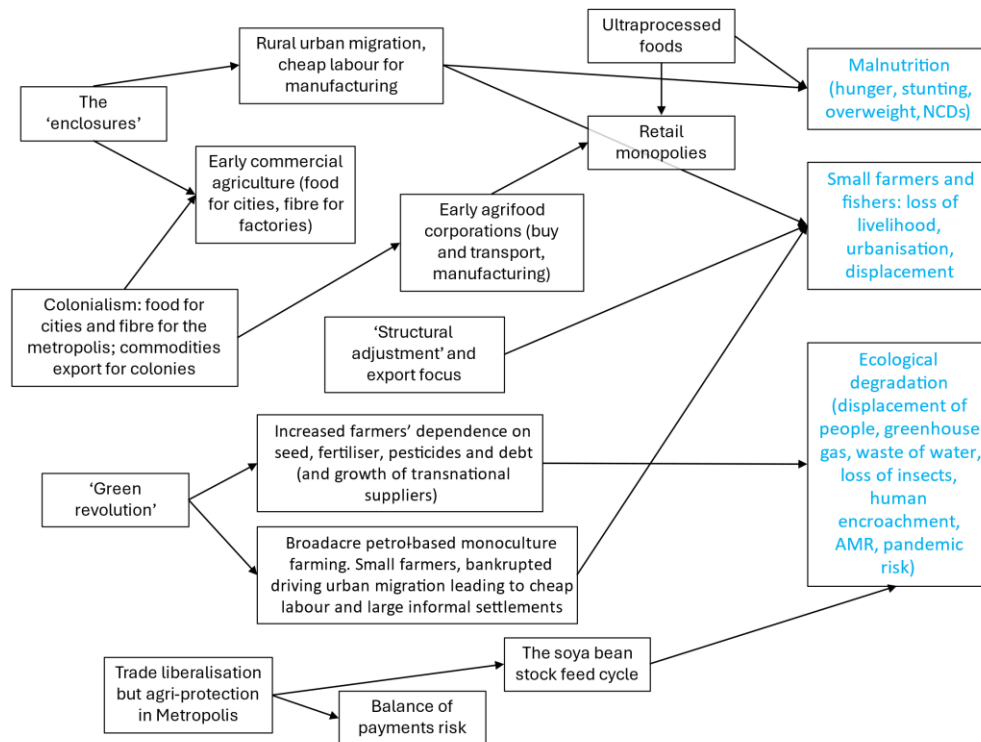 Rural urban migration,
cheap labour for
manufacturing
Ultraprocessed
foods
Malnutrition
(hunger, stunting,
overweight, NCDs)
The
'enclosures'
Retail
monopolies
Early commercial
agriculture (food
for cities, fibre for
factories)
Small farmers and
fishers: loss of
livelihood,
urbanisation,
displacement
Early agrifood
corporations (buy
and transport,
manufacturing)
Colonialism: food for
cities and fibre for the
metropolis; commodities
export for colonies
'Structural
adjustment' and
export focus
Ecological
degradation
(displacement of
people, greenhouse
gas, waste of water,
loss of insects,
human
encroachment,
AMR, pandemic
risk)
Increased farmers' dependence on
seed, fertiliser, pesticides and debt
(and growth of transnational
suppliers)
'Green
revolution'
Broadacre petrol-based monoculture
farming. Small farmers, bankrupted
driving urban migration leading to cheap
labour and large informal settlements
The soya bean
stock feed cycle
Trade liberalisation
but agri-protection
in Metropolis
Balance of
payments risk